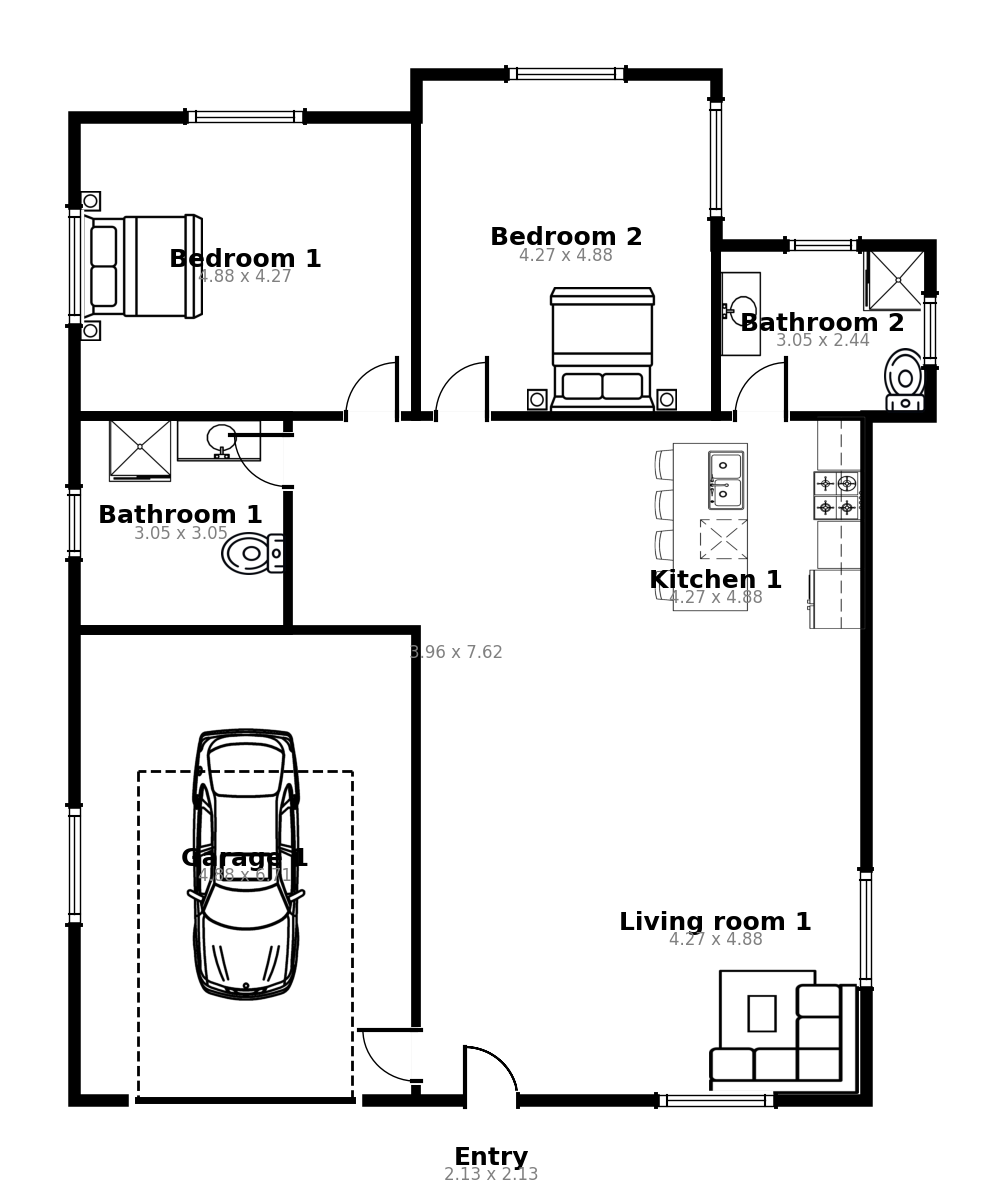 Bedroom 2
4.27 x 4.88
Bedroom 1
4.88 x 4.27
Bathroom 2
3.05 x 2.44
Bathroom 1
3.05 x 3.05
Kitchen 1
4.27 x 4.88
3.96 x 7.62
Garage 1
4.88 x 6.71
Living room 1
4.27 x 4.88
Entry
2.13 x 2.13